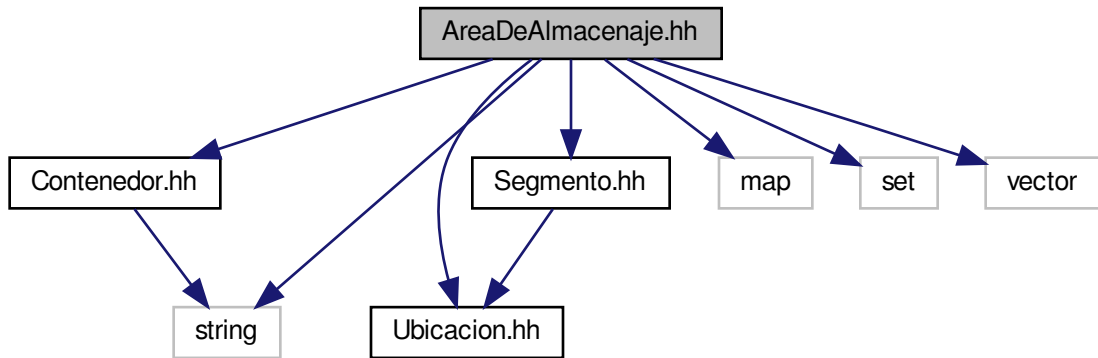 AreaDeAlmacenaje.hh
Contenedor.hh
Segmento.hh
map
set
vector
string
Ubicacion.hh